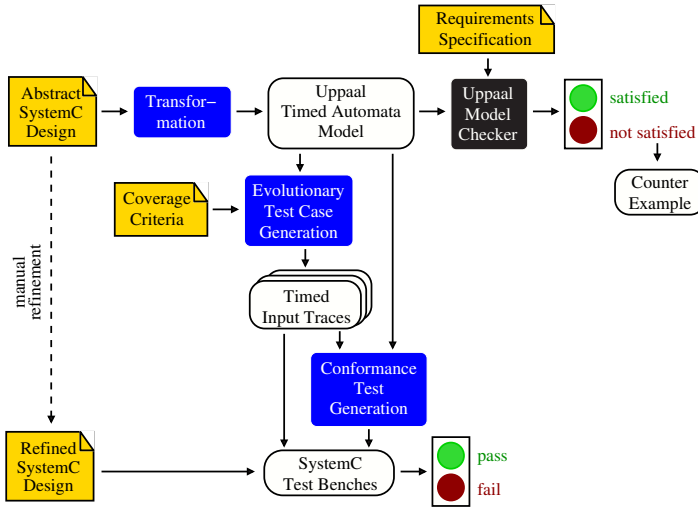 Requirements
Specification
Abstract
SystemC
Design
Transfor−
mation
Uppaal
Timed Automata
Model
Uppaal
Model
Checker
satisfied
not satisfied
Counter
Example
Coverage
Criteria
Evolutionary
Test Case
Generation
manual
refinement
Timed
Input Traces
Conformance
Test
Generation
Refined
SystemC
Design
SystemC
Test Benches
pass
fail